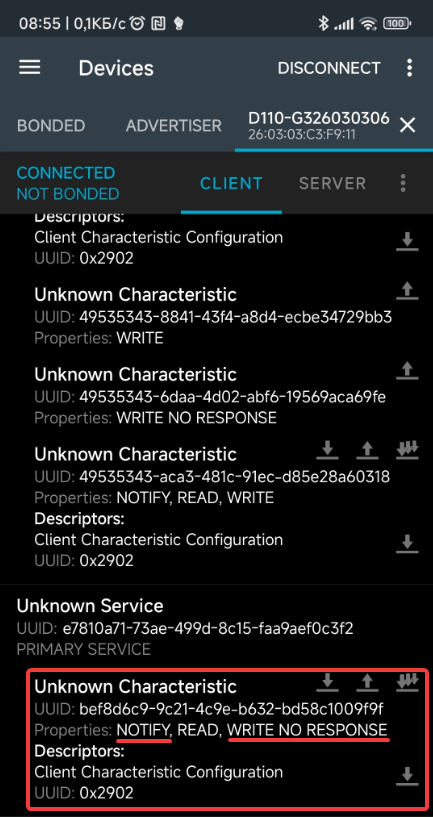 08:55 | 0,1КБ/с
100
Devices
DISCONNECT
BONDED
ADVERTISER
D110-G326030306
26:03:03:C3:F9:11
CONNECTED
NOT BONDED
CLIENT
SERVER
Descriptors:
Client Characteristic Configuration
UUID: 0x2902
Unknown Characteristic
UUID: 49535343-8841-43f4-a8d4-ecbe34729bb3
Properties: WRITE
Unknown Characteristic
UUID: 49535343-6daa-4d02-abf6-19569aca69fe
Properties: WRITE NO RESPONSE
Unknown Characteristic
UUID: 49535343-aca3-481c-91ec-d85e28a60318
Properties: NOTIFY, READ, WRITE
Descriptors:
Client Characteristic Configuration
UUID: 0x2902
Unknown Service
UUID: e7810a71-73ae-499d-8c15-faa9aef0c3f2
PRIMARY SERVICE
Unknown Characteristic
UUID: bef8d6c9-9c21-4c9e-b632-bd58c1009f9f
Properties: NOTIFY, READ, WRITE NO RESPONSE
Descriptors:
Client Characteristic Configuration
UUID: 0x2902